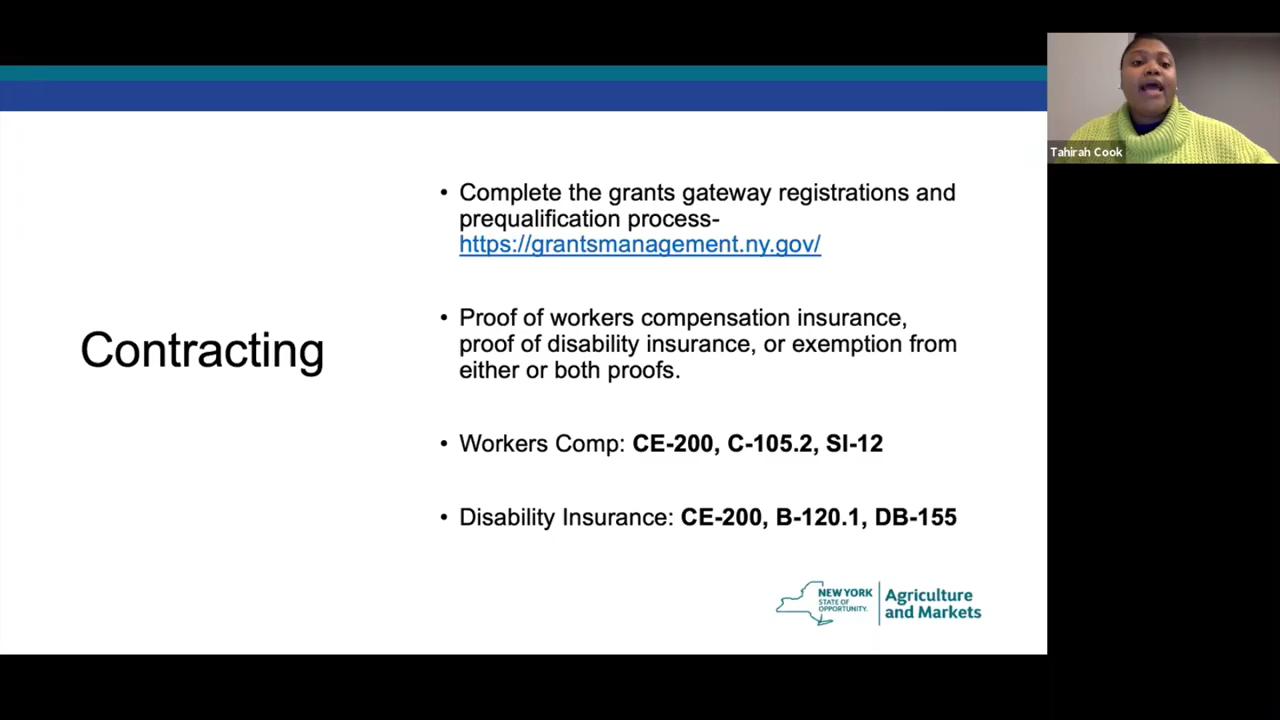 Contracting
• Complete the grants gateway registrations and
prequalification process-
https://grantsmanagement.ny.gov/
• Proof of workers compensation insurance,
proof of disability insurance, or exemption from
either or both proofs.
• Workers Comp: CE-200, C-105.2, SI-12
• Disability Insurance: CE-200, B-120.1, DB-155
NEW YORK
STATE OF
OPPORTUNITY.
Agriculture
and Markets
Tahirah Cook